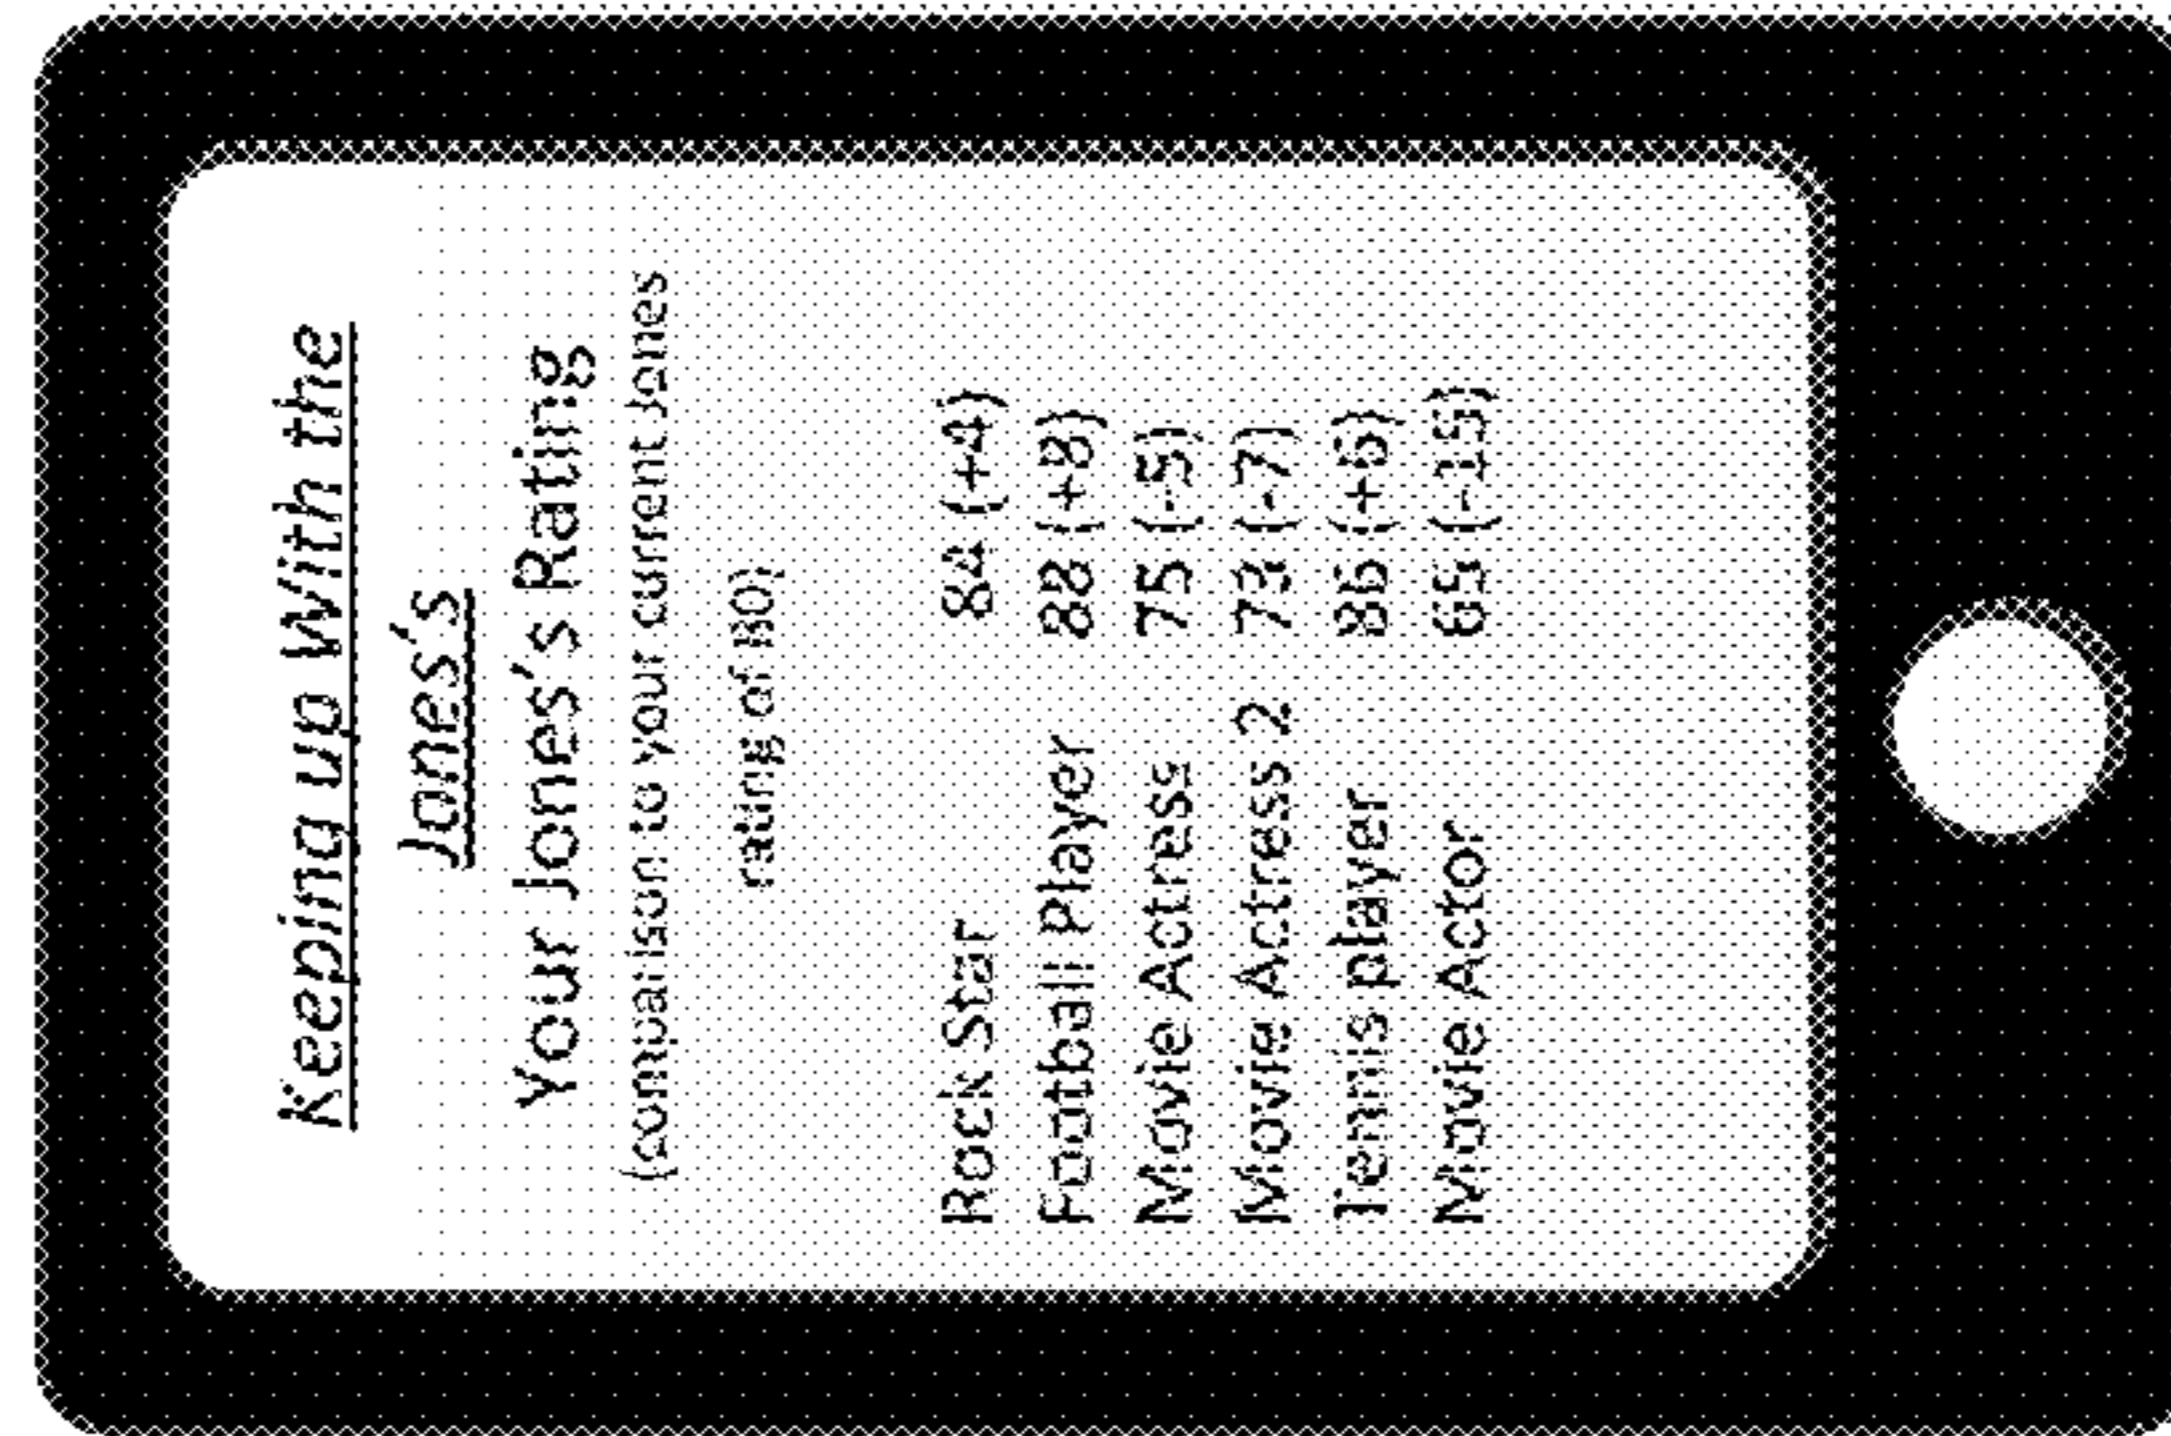 Keeping up With the
Jones's
Your Jones's Rating
(comparison to your current Jones
rating of 80)
Rock Star 84 (+4)
Football Player 88 (+8)
Movie Actress 75 (-5)
Movie Actress 2 73 (-7)
Tennis player 86 (+6)
Movie Actor 65 (-15)